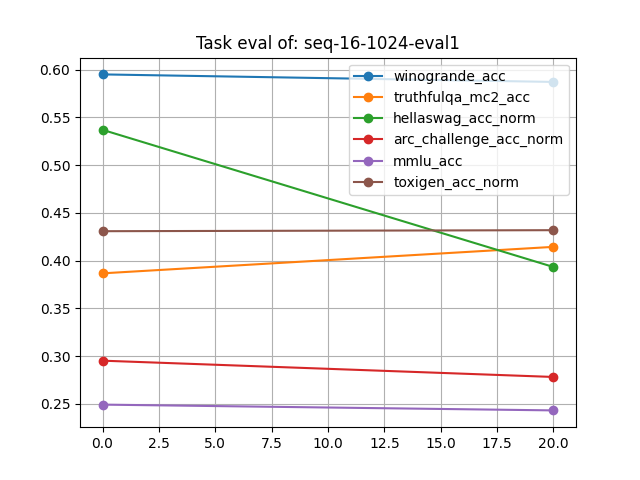 Task eval of: seq-16-1024-eval1
0.60
0.55
0.50
0.45
0.40
0.35
0.30
0.25
winogrande_acc
truthfulqa_mc2_acc
hellaswag_acc_norm
arc_challenge_acc_norm
mmlu_acc
toxigen_acc_norm
0.0 2.5 5.0 7.5 10.0 12.5 15.0 17.5 20.0